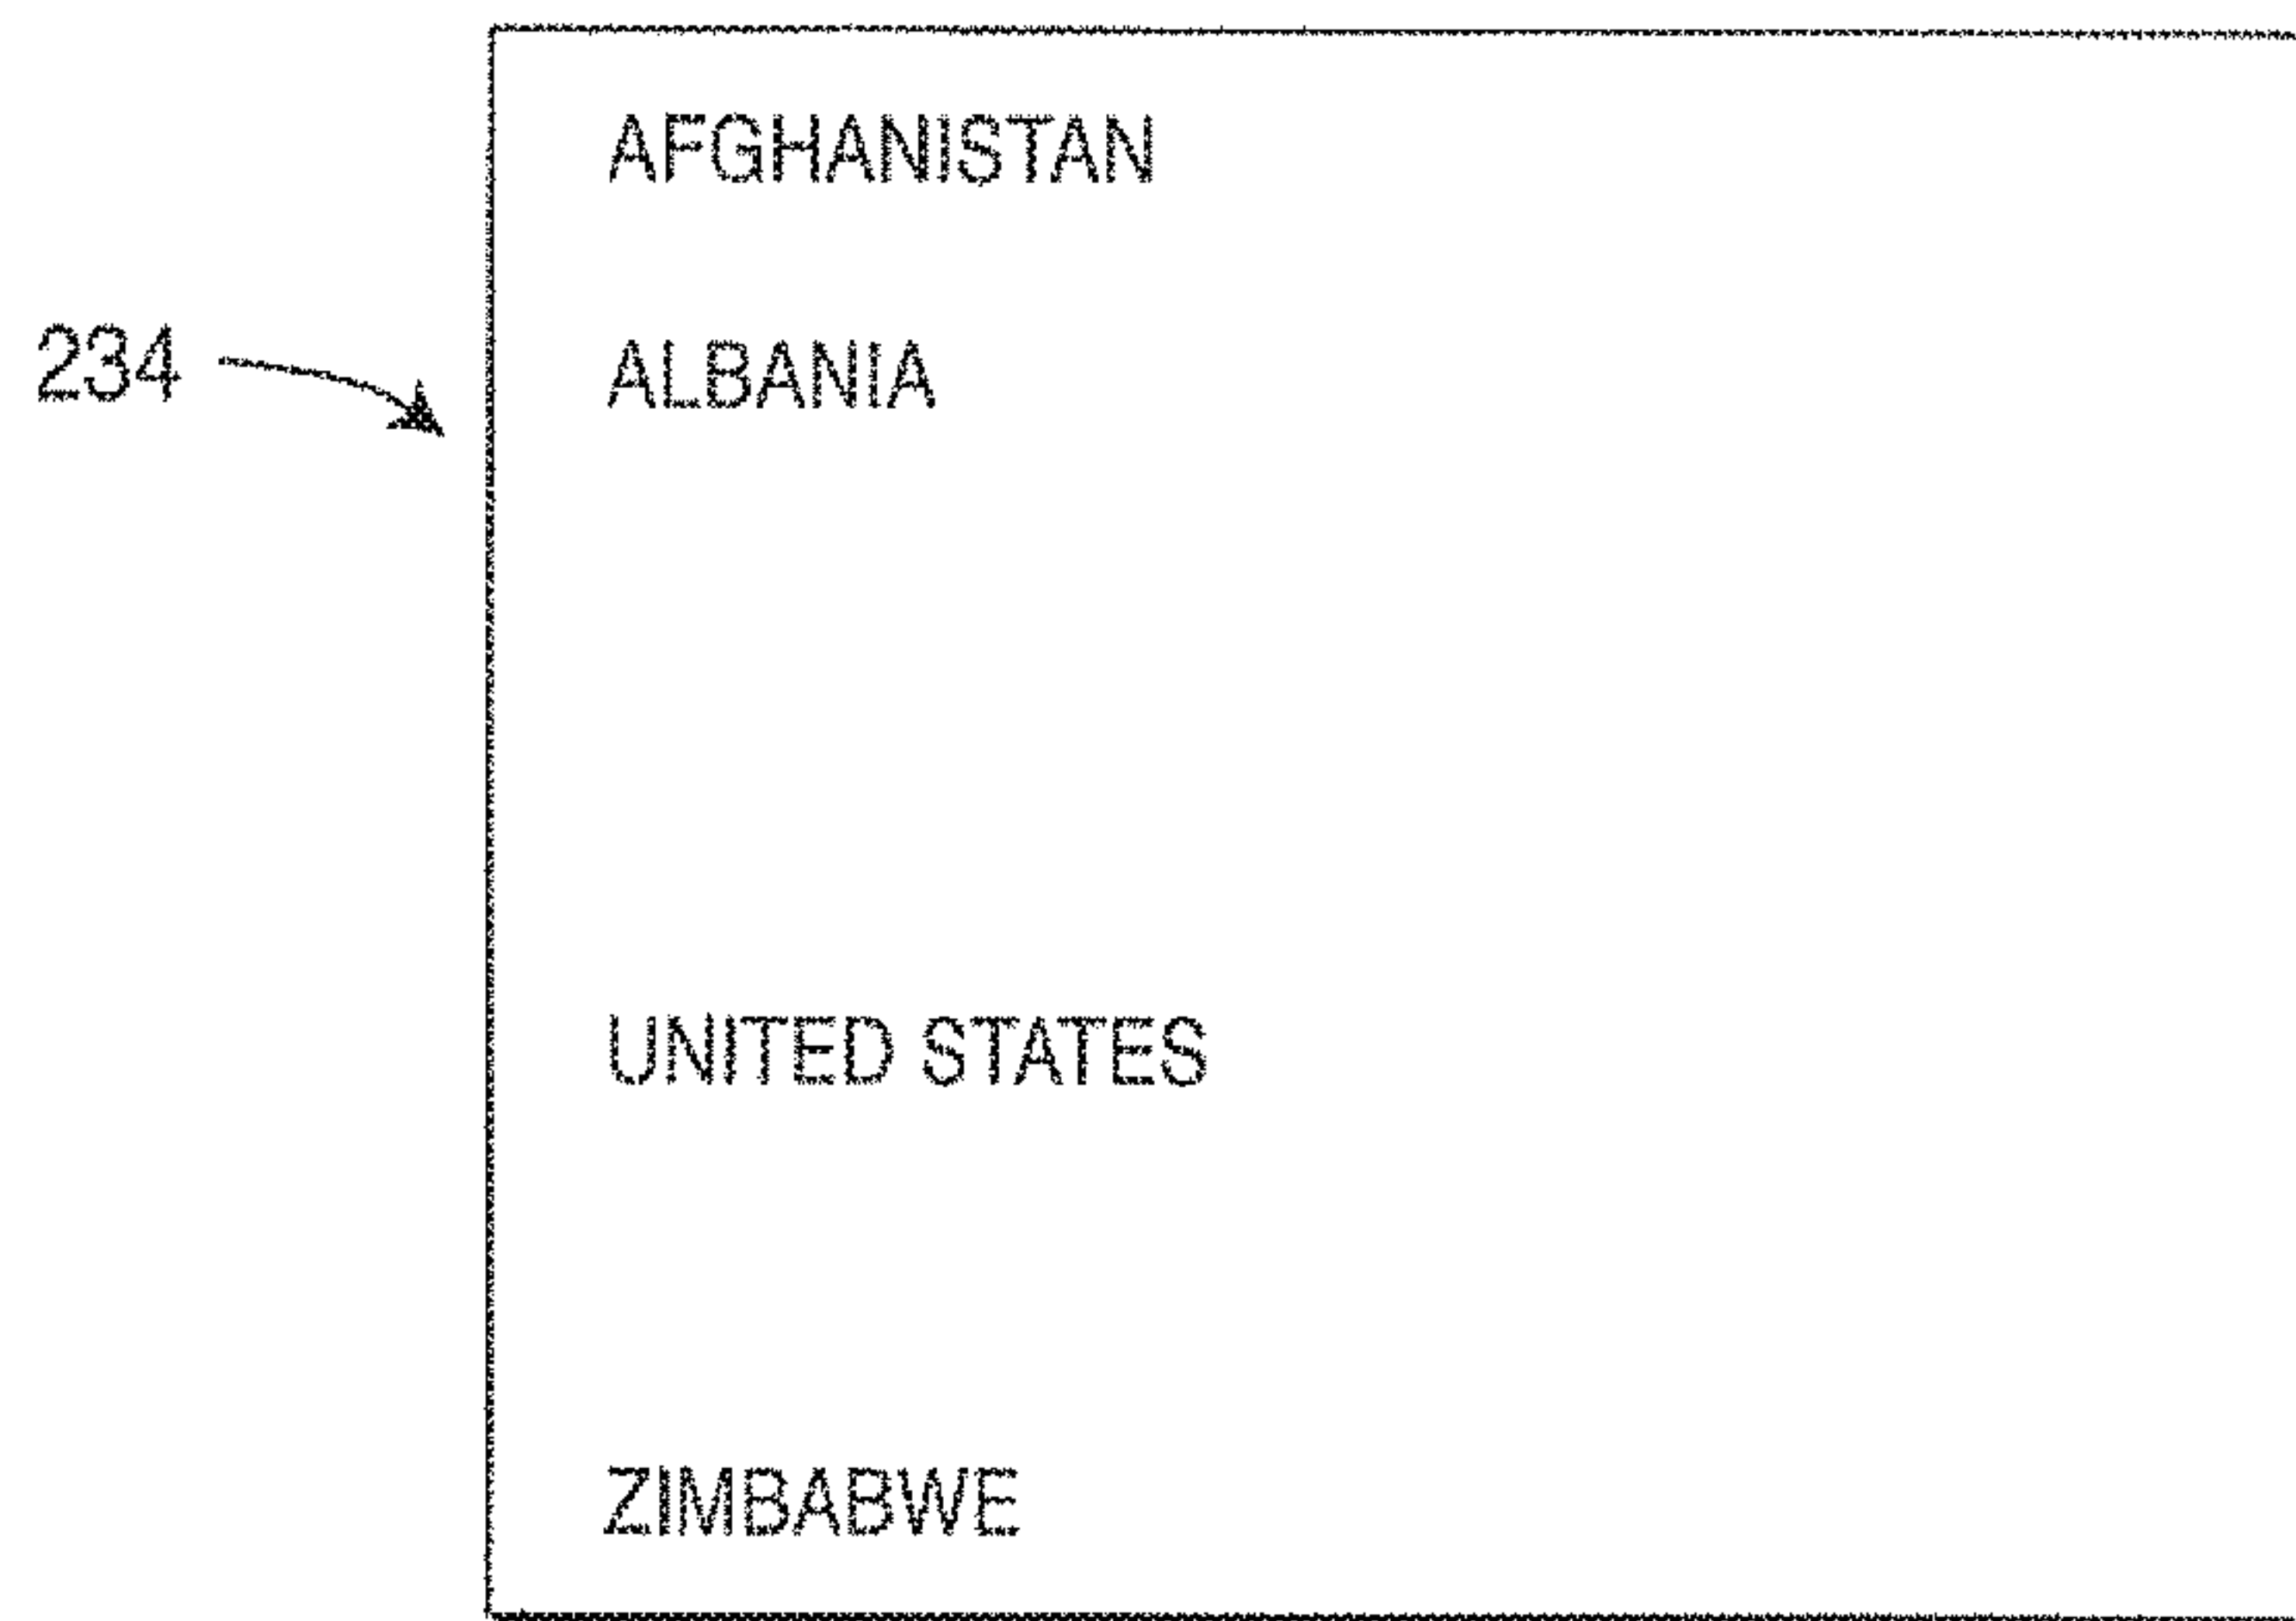 AFGHANISTAN
234
ALBANIA
UNITED STATES
ZIMBABWE